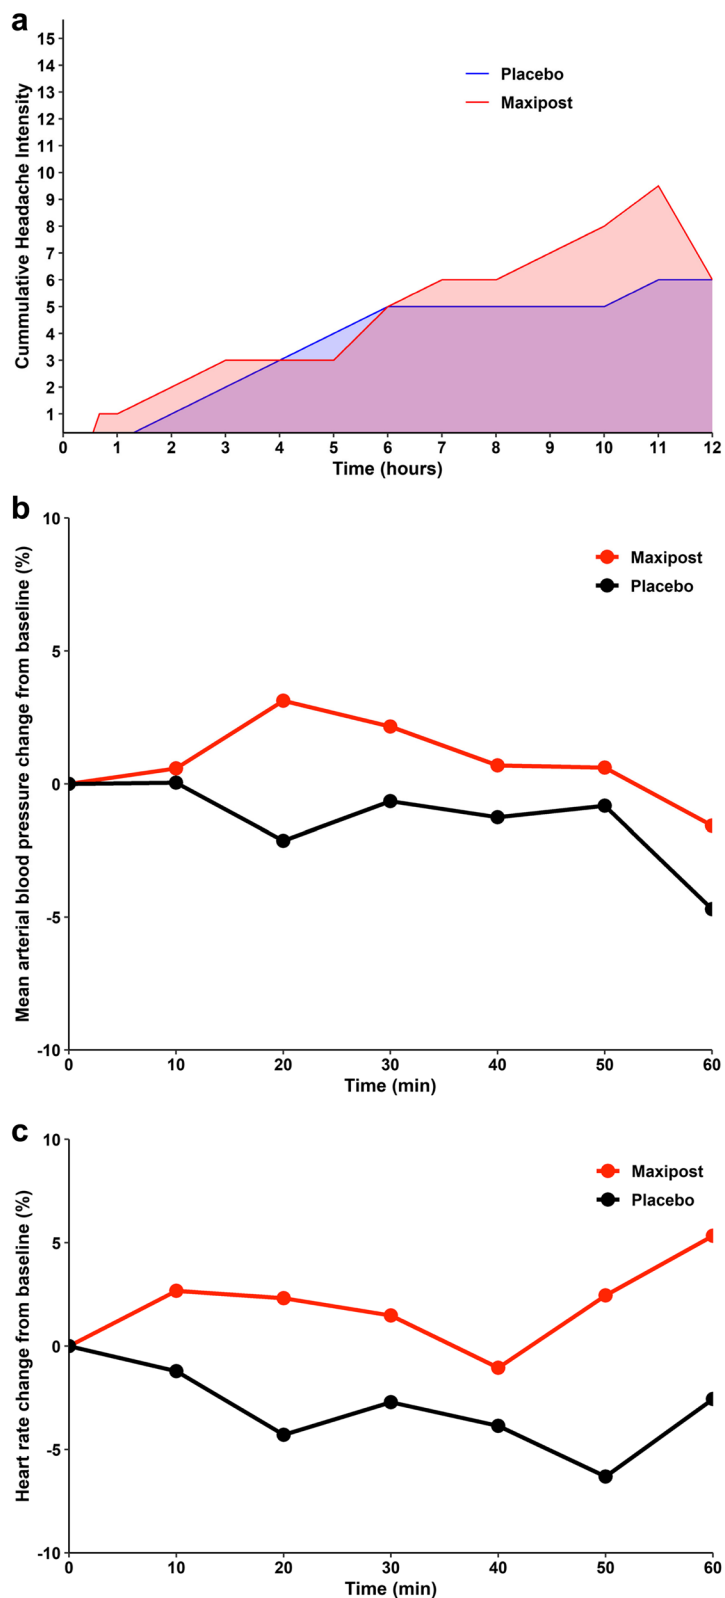 a
Cummulative Headache Intensity
15
14
13
12
11
10
9
8
7
6
5
4
3
2
1
Placebo
Maxipost
0 1 2 3 4 5 6 7 8 9 10 11 12
Time (hours)
b
Mean arterial blood pressure change from baseline (%)
10
5
0
-5
-10
Maxipost
Placebo
0 10 20 30 40 50 60
Time (min)
c
Heart rate change from baseline (%)
10
5
0
-5
-10
Maxipost
Placebo
0 10 20 30 40 50 60
Time (min)